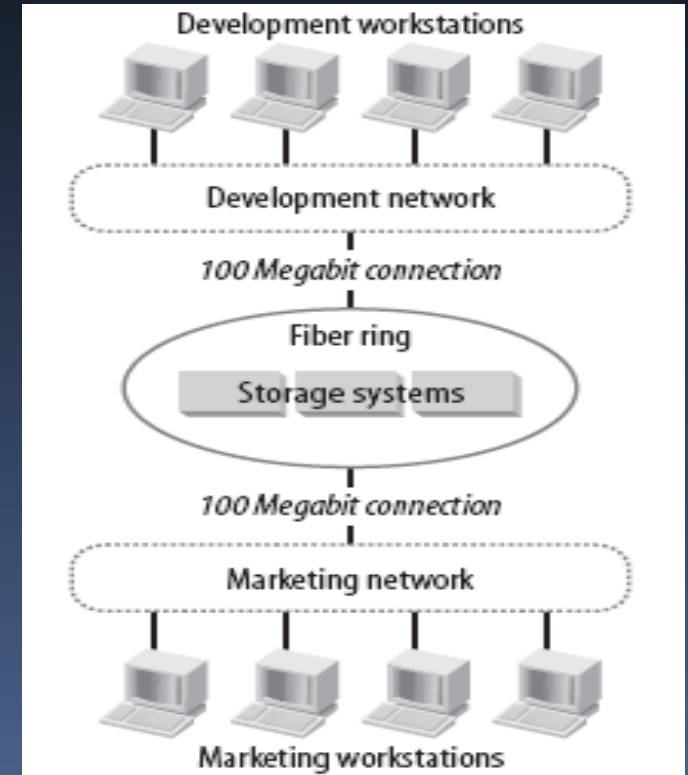 Development workstations
Development network
100 Megabit connection
Fiber ring
Storage systems
100 Megabit connection
Marketing network
Marketing workstations